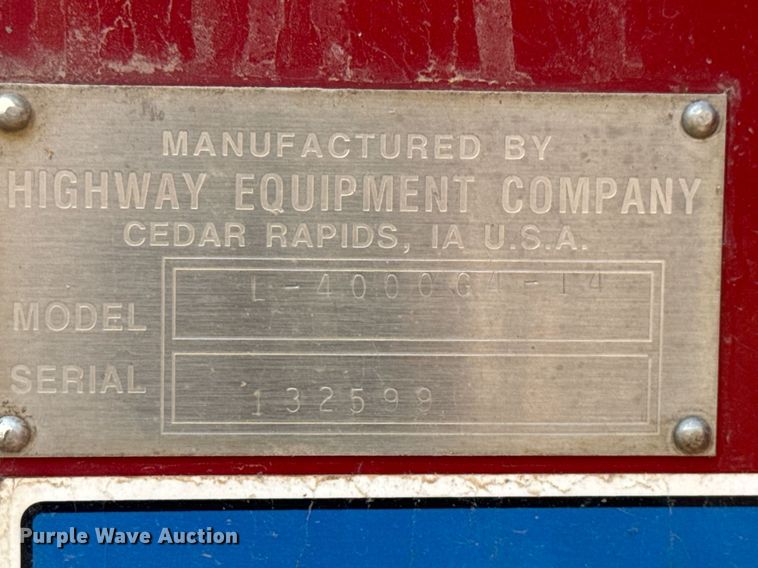 MANUFACTURED BY
HIGHWAY EQUIPMENT COMPANY
CEDAR RAPIDS, IA U.S.A.
MODEL L-4000G4-14
SERIAL 132599
Purple Wave Auction